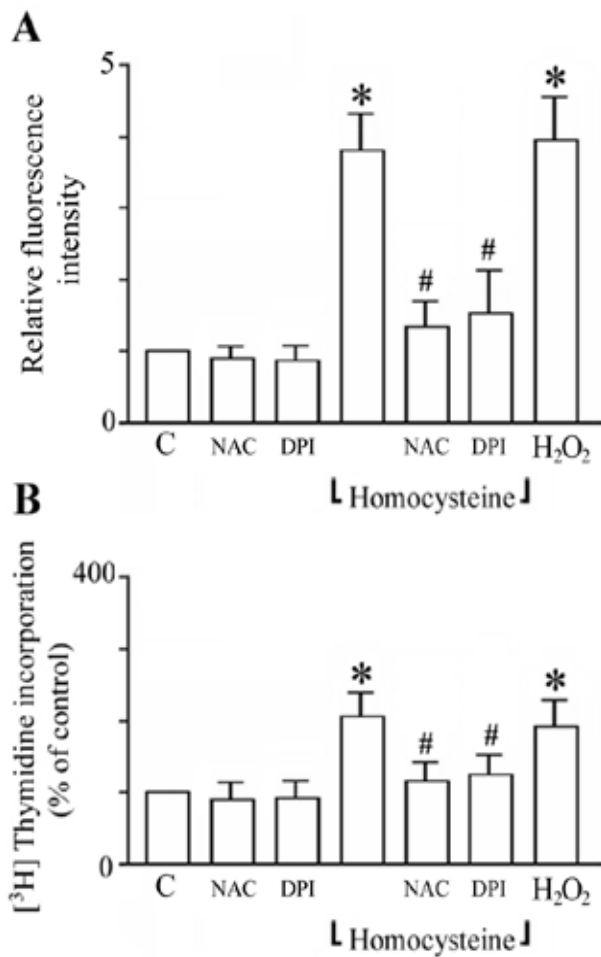 A
Relative fluorescence
intensity
5
0
*
#
#
*
C NAC DPI NAC DPI H₂O₂
Homocysteine
B
[³H] Thymidine incorporation
(% of control)
400
0
*
#
#
*
C NAC DPI NAC DPI H₂O₂
Homocysteine